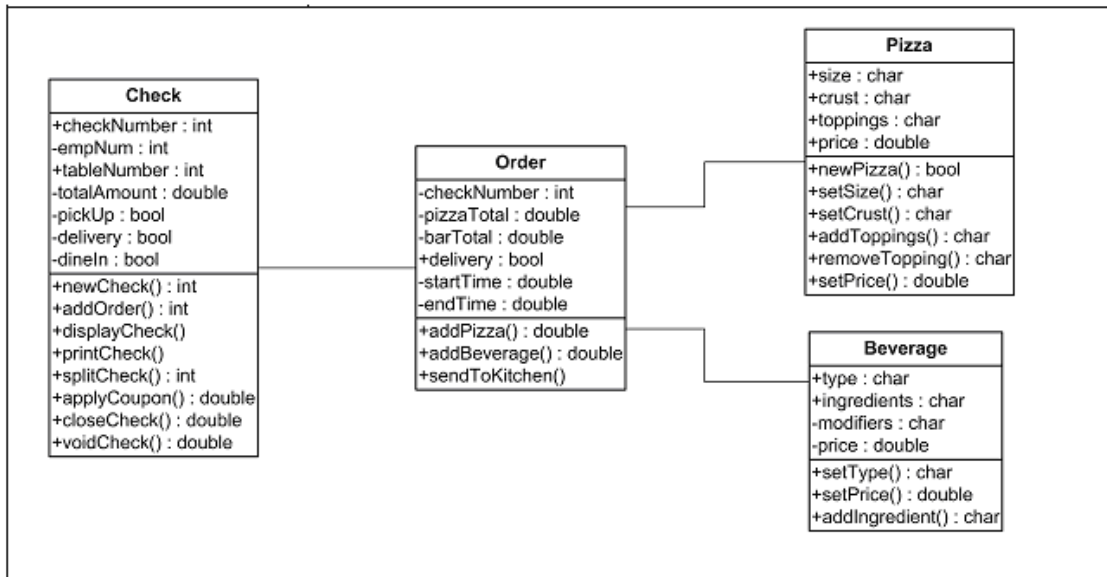 Check
+checkNumber : int
-empNum : int
+tableNumber : int
-totalAmount : double
-pickUp : bool
-delivery : bool
-dineIn : bool
+newCheck() : int
+addOrder() : int
+displayCheck()
+printCheck()
+splitCheck() : int
+applyCoupon() : double
+closeCheck() : double
+voidCheck() : double
Order
-checkNumber : int
-pizzaTotal : double
-barTotal : double
+delivery : bool
-startTime : double
-endTime : double
+addPizza() : double
+addBeverage() : double
+sendToKitchen()
Pizza
+size : char
+crust : char
+toppings : char
+price : double
+newPizza() : bool
+setSize() : char
+setCrust() : char
+addToppings() : char
+removeTopping() : char
+setPrice() : double
Beverage
+type : char
+ingredients : char
-modifiers : char
-price : double
+setType() : char
+setPrice() : double
+addIngredient() : char